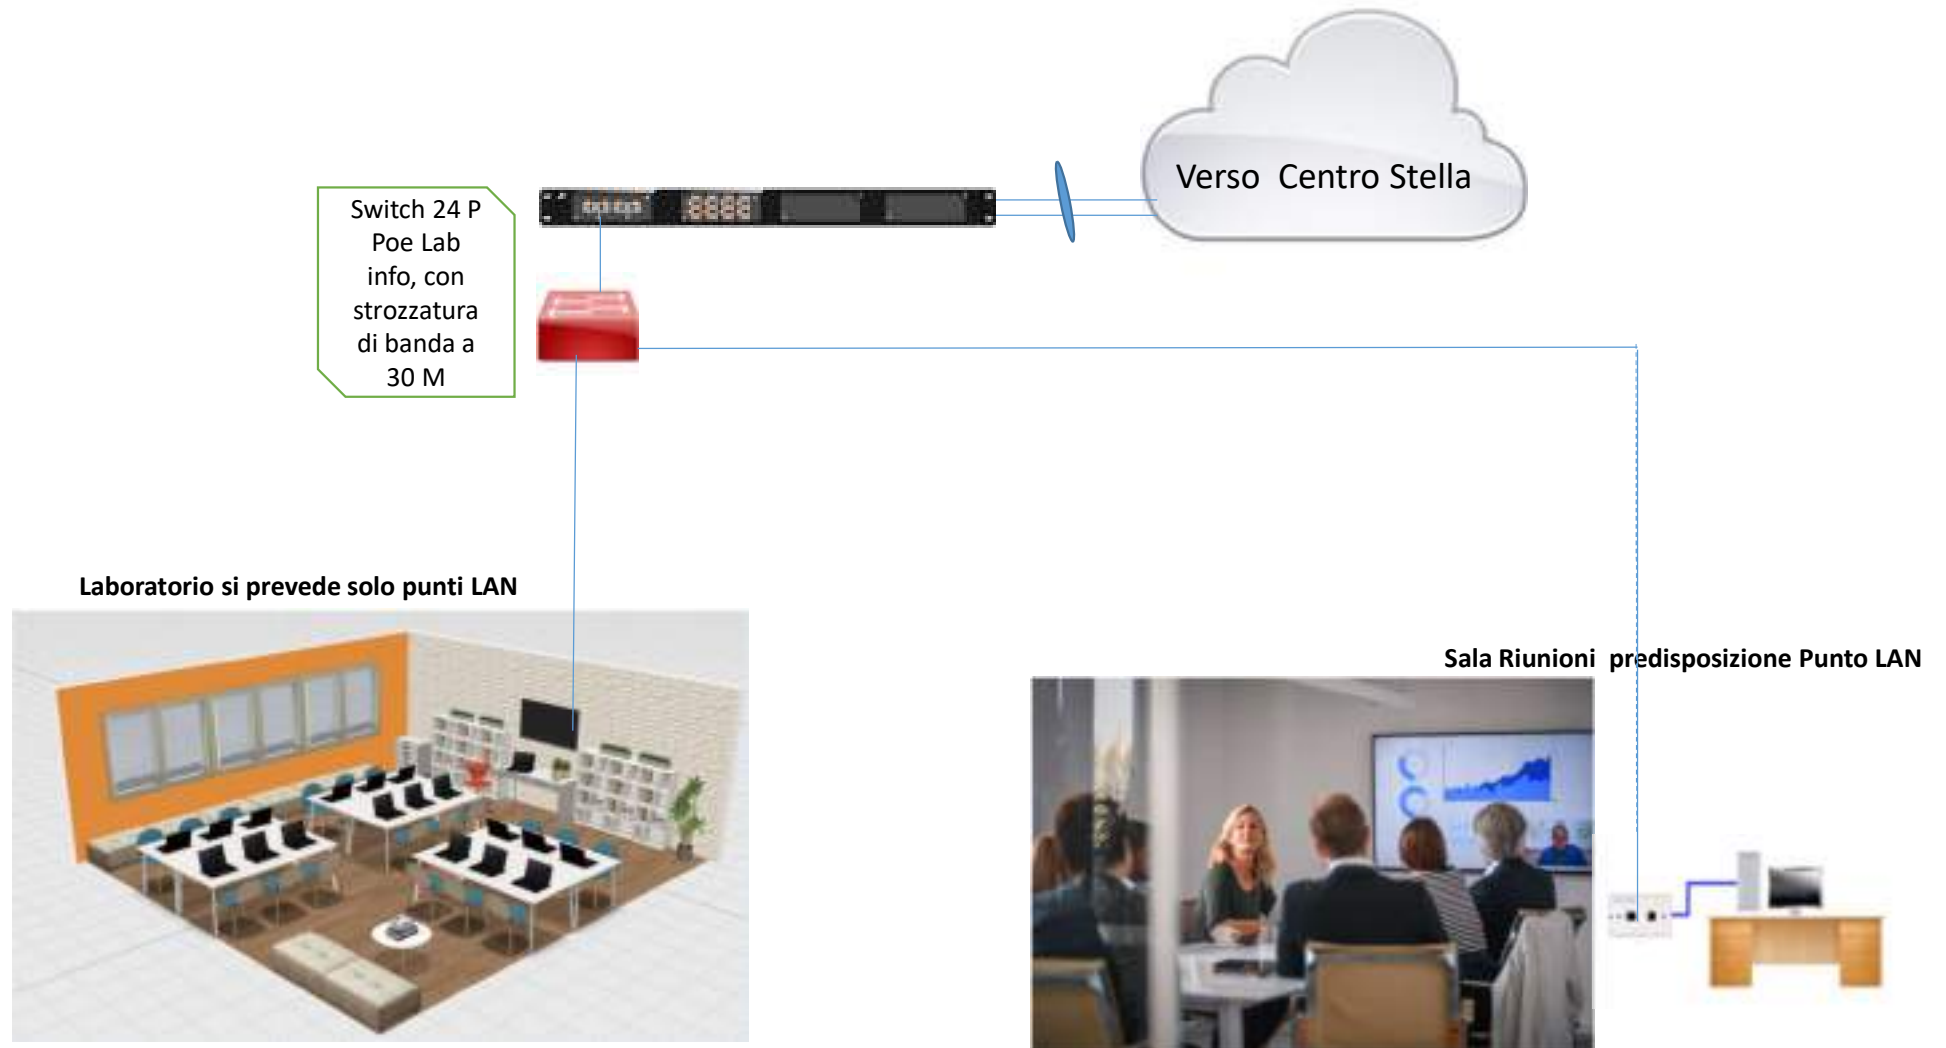 Verso  Centro Stella
Switch 24 P
Poe Lab
info, con
strozzatura
di banda a
30 M
Laboratorio si prevede solo punti LAN
Sala Riunioni  predisposizione Punto LAN